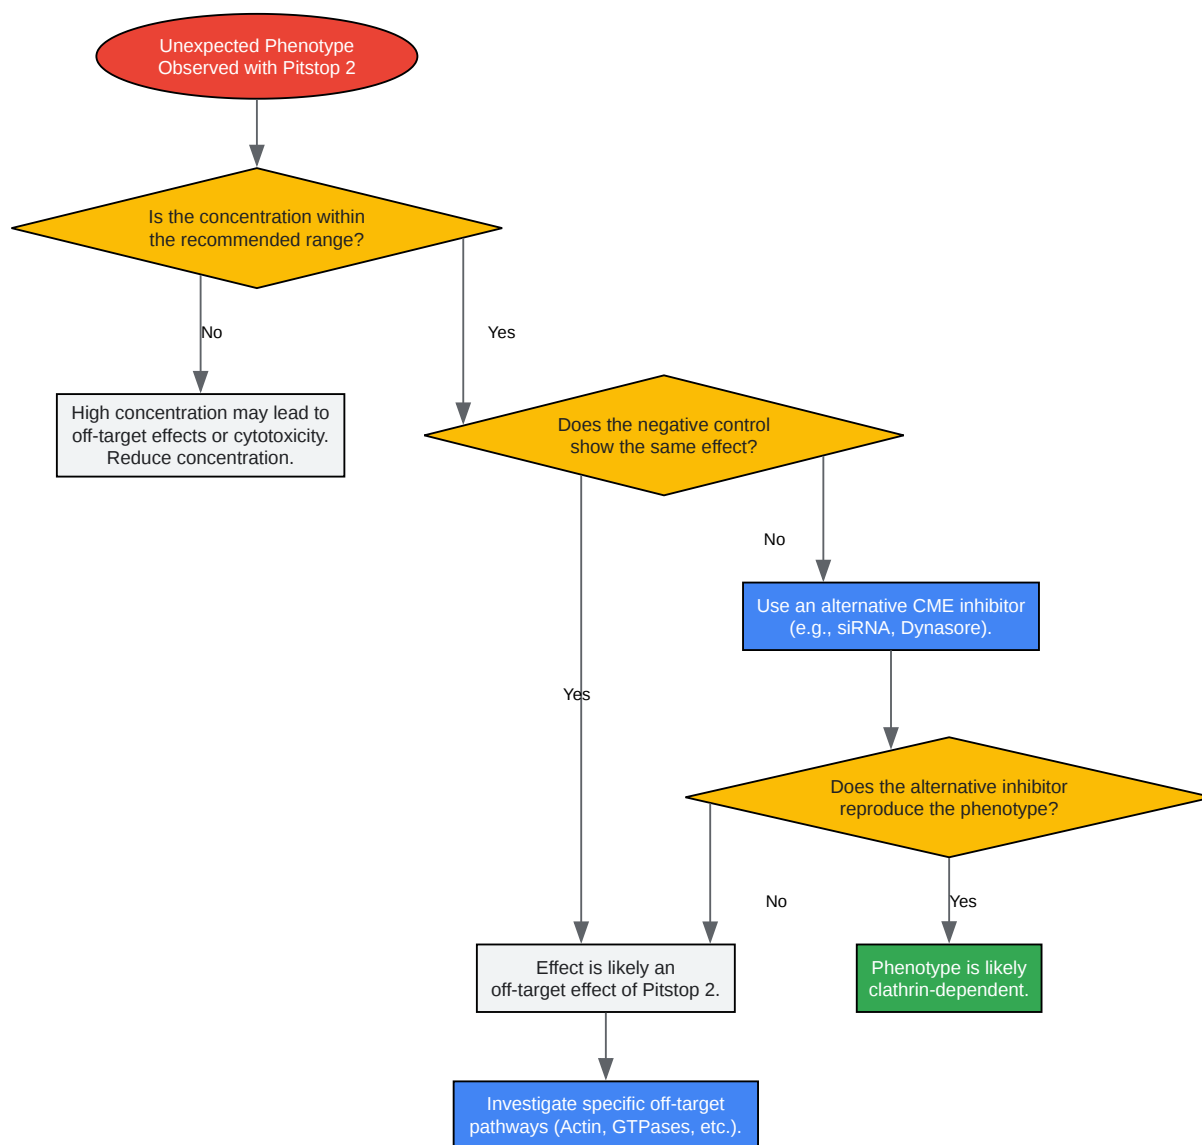 Unexpected Phenotype
Observed with Pitstop 2
Is the concentration within
the recommended range?
No
Yes
High concentration may lead to
off-target effects or cytotoxicity.
Reduce concentration.
Does the negative control
show the same effect?
No
Use an alternative CME inhibitor
(e.g., siRNA, Dynasore).
Yes
Does the alternative inhibitor
reproduce the phenotype?
No
Yes
Effect is likely an
off-target effect of Pitstop 2.
Phenotype is likely
clathrin-dependent.
Investigate specific off-target
pathways (Actin, GTPases, etc.).